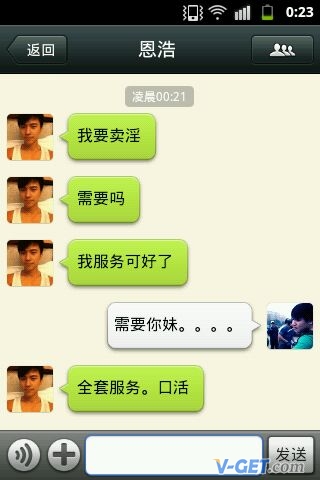 0:23
返回
恩浩
凌晨00:21
我要卖淫
需要吗
我服务可好了
需要你妹。。。。
全套服务。口活
发送
V-GET.com